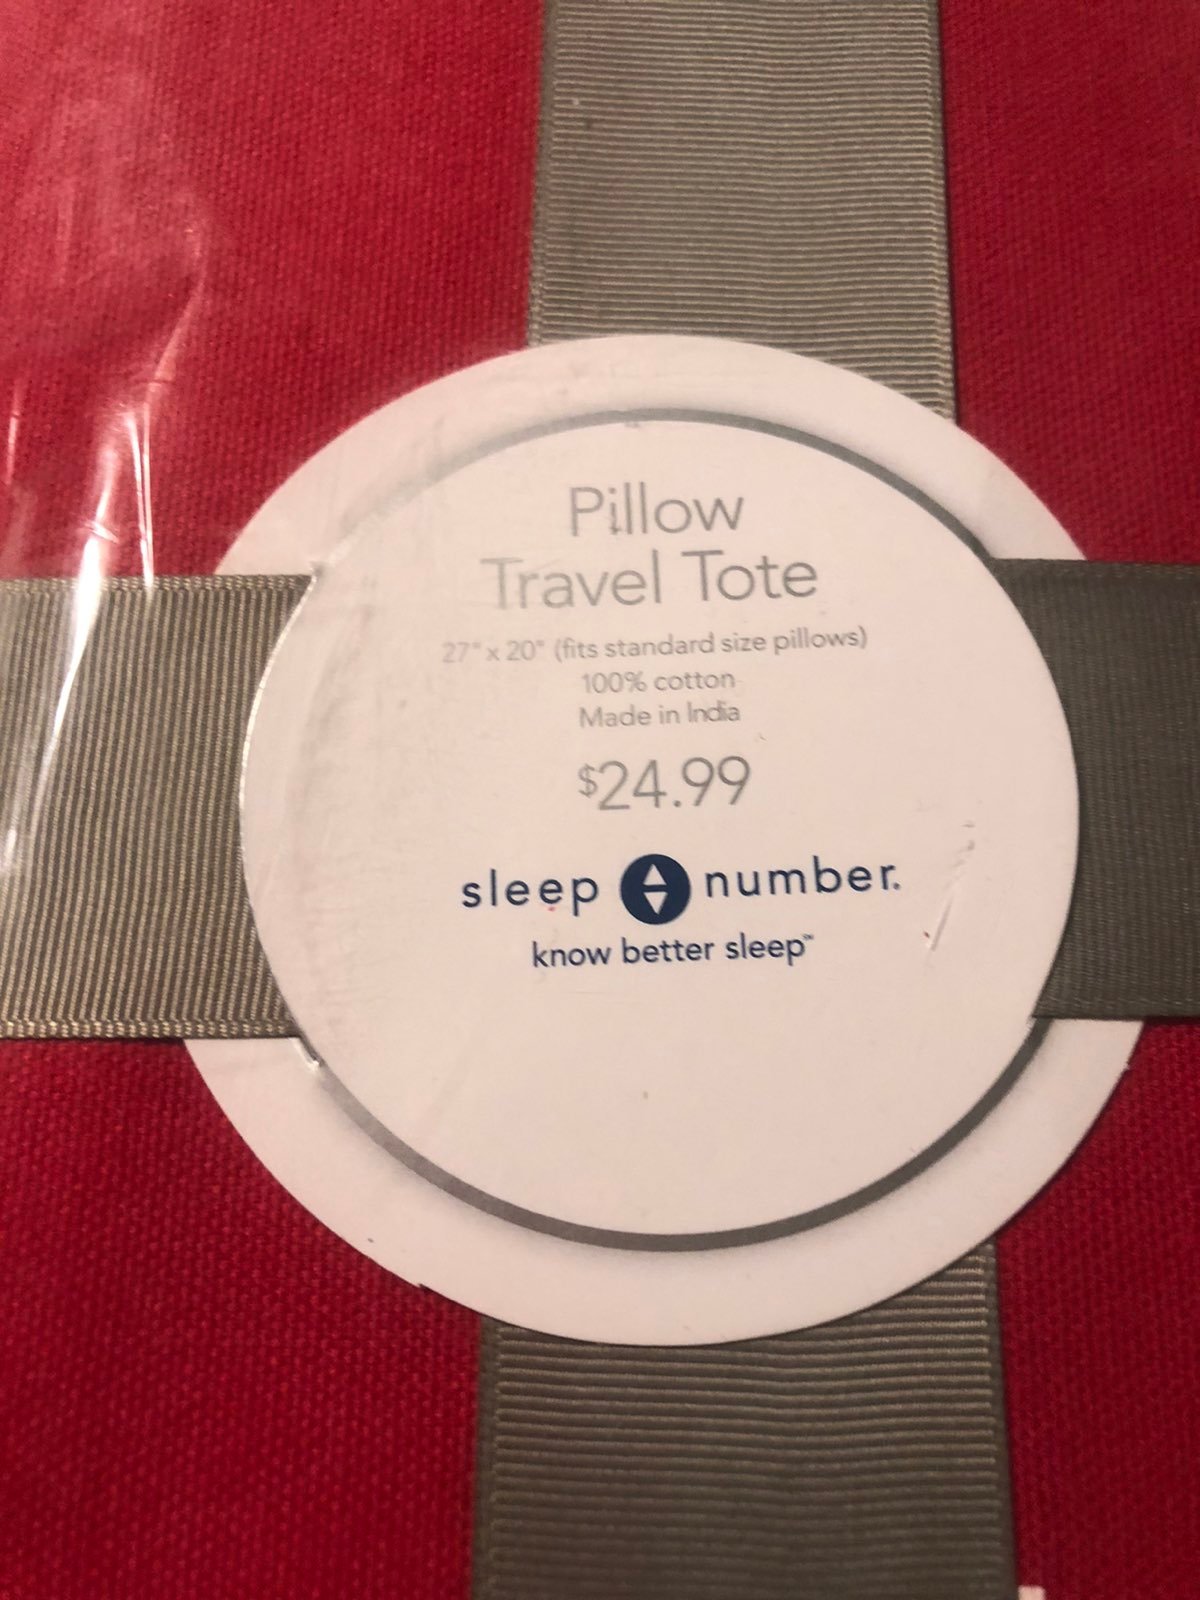 Pillow
Travel Tote
27" x 20" (fits standard size pillows)
100% cotton
Made in India
$24.99
sleep number.
know better sleep℠